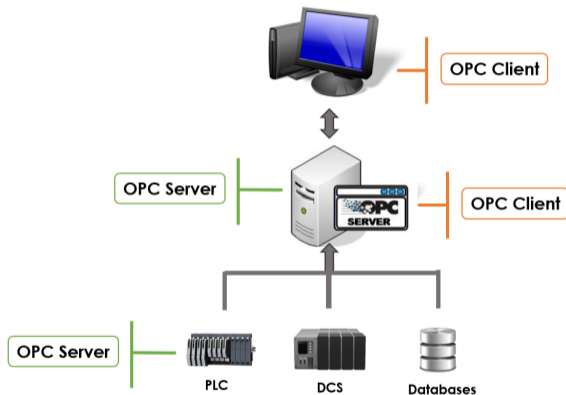 OPC Client
OPC Server
OPC
SERVER
OPC Client
OPC Server
PLC
DCS
Databases